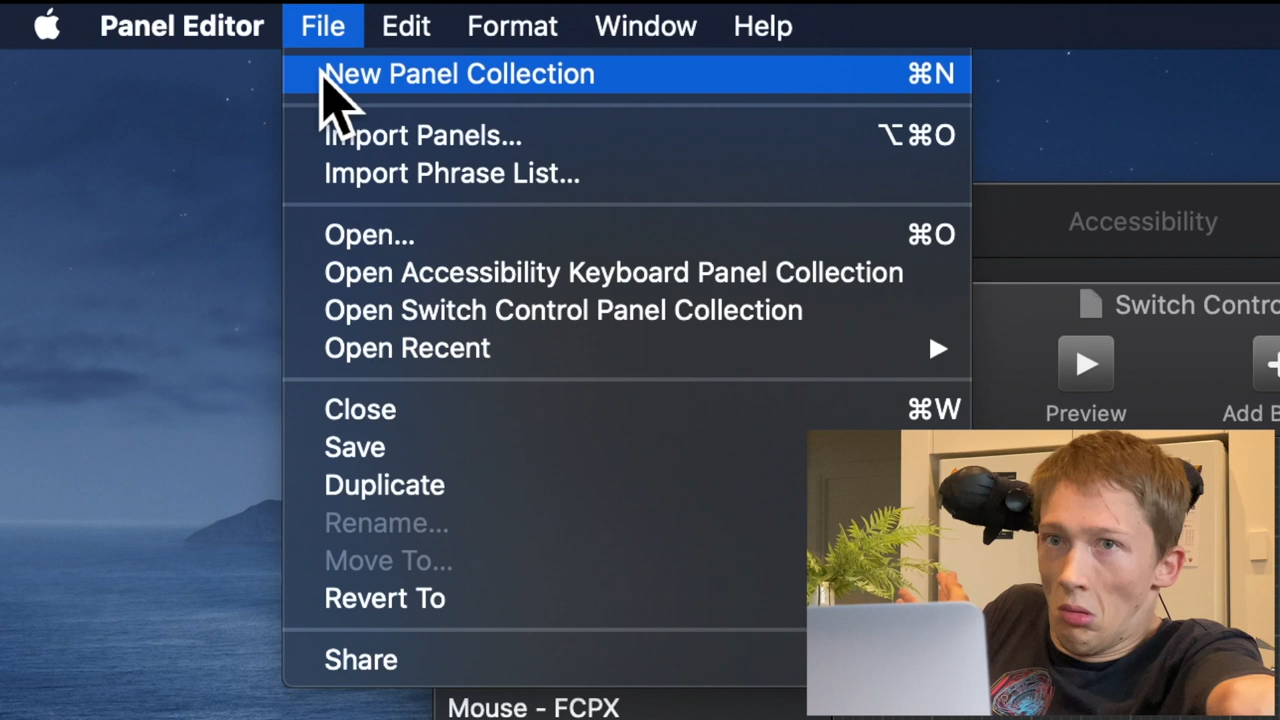 Panel Editor File Edit Format Window Help
New Panel Collection ⌘N
Import Panels... ⌥⌘O
Import Phrase List...
Open... ⌘O
Open Accessibility Keyboard Panel Collection
Open Switch Control Panel Collection
Open Recent
Close ⌘W
Save
Duplicate
Rename...
Move To...
Revert To
Share
Accessibility
Switch Contro
Preview Add
Mouse - FCPX